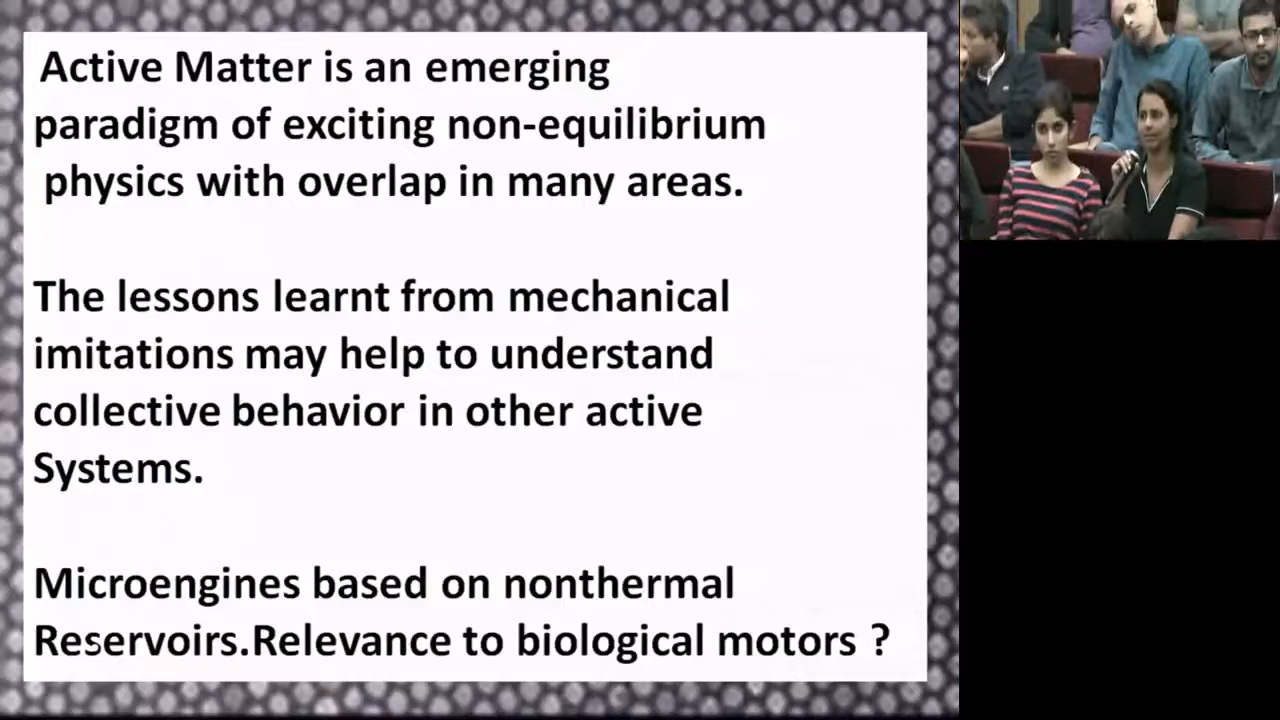 Active Matter is an emerging
paradigm of exciting non-equilibrium
physics with overlap in many areas.
The lessons learnt from mechanical
imitations may help to understand
collective behavior in other active
Systems.
Microengines based on nonthermal
Reservoirs.Relevance to biological motors ?